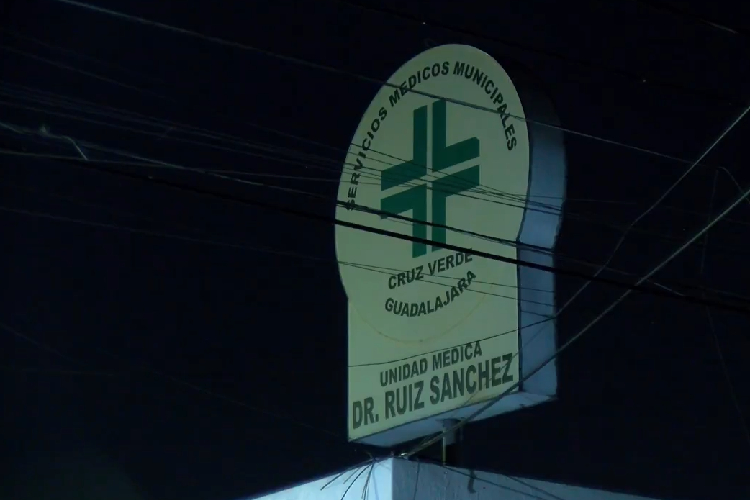 SERVICIOS MEDICOS MUNICIPALES
CRUZ VERDE
GUADALAJARA
UNIDAD MEDICA
DR. RUIZ SANCHEZ